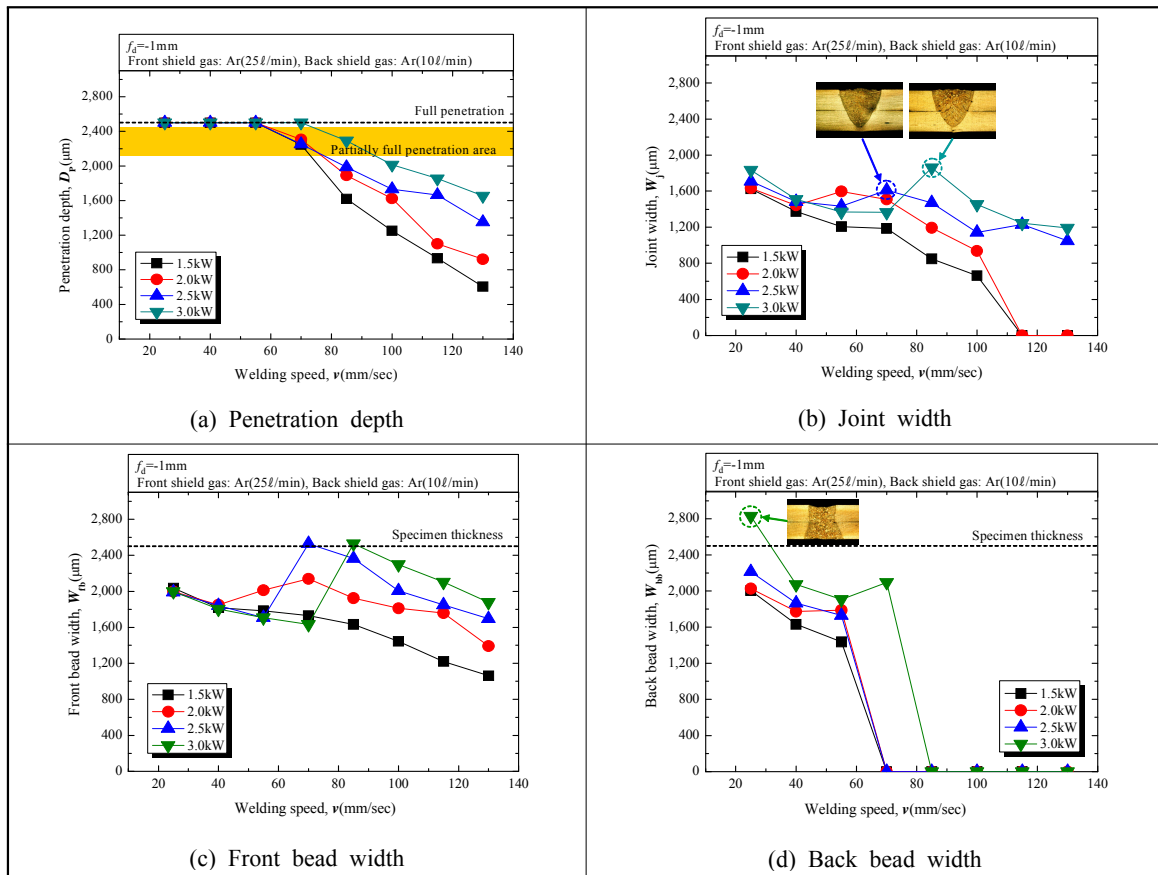 f_d=-1mm
Front shield gas: Ar(25ℓ/min), Back shield gas: Ar(10ℓ/min)
2,800
2,400
2,000
1,600
1,200
800
400
0
Penetration depth, D_p(μm)
Full penetration
Partially full penetration area
1.5kW
2.0kW
2.5kW
3.0kW
20 40 60 80 100 120 140
Welding speed, v(mm/sec)
(a) Penetration depth
f_d=-1mm
Front shield gas: Ar(25ℓ/min), Back shield gas: Ar(10ℓ/min)
2,800
2,400
2,000
1,600
1,200
800
400
0
Joint width, W_j(μm)
1.5kW
2.0kW
2.5kW
3.0kW
20 40 60 80 100 120 140
Welding speed, v(mm/sec)
(b) Joint width
f_d=-1mm
Front shield gas: Ar(25ℓ/min), Back shield gas: Ar(10ℓ/min)
2,800
2,400
2,000
1,600
1,200
800
400
0
Front bead width, W_fb(μm)
Specimen thickness
1.5kW
2.0kW
2.5kW
3.0kW
20 40 60 80 100 120 140
Welding speed, v(mm/sec)
(c) Front bead width
f_d=-1mm
Front shield gas: Ar(25ℓ/min), Back shield gas: Ar(10ℓ/min)
2,800
2,400
2,000
1,600
1,200
800
400
0
Back bead width, W_bb(μm)
Specimen thickness
1.5kW
2.0kW
2.5kW
3.0kW
20 40 60 80 100 120 140
Welding speed, v(mm/sec)
(d) Back bead width